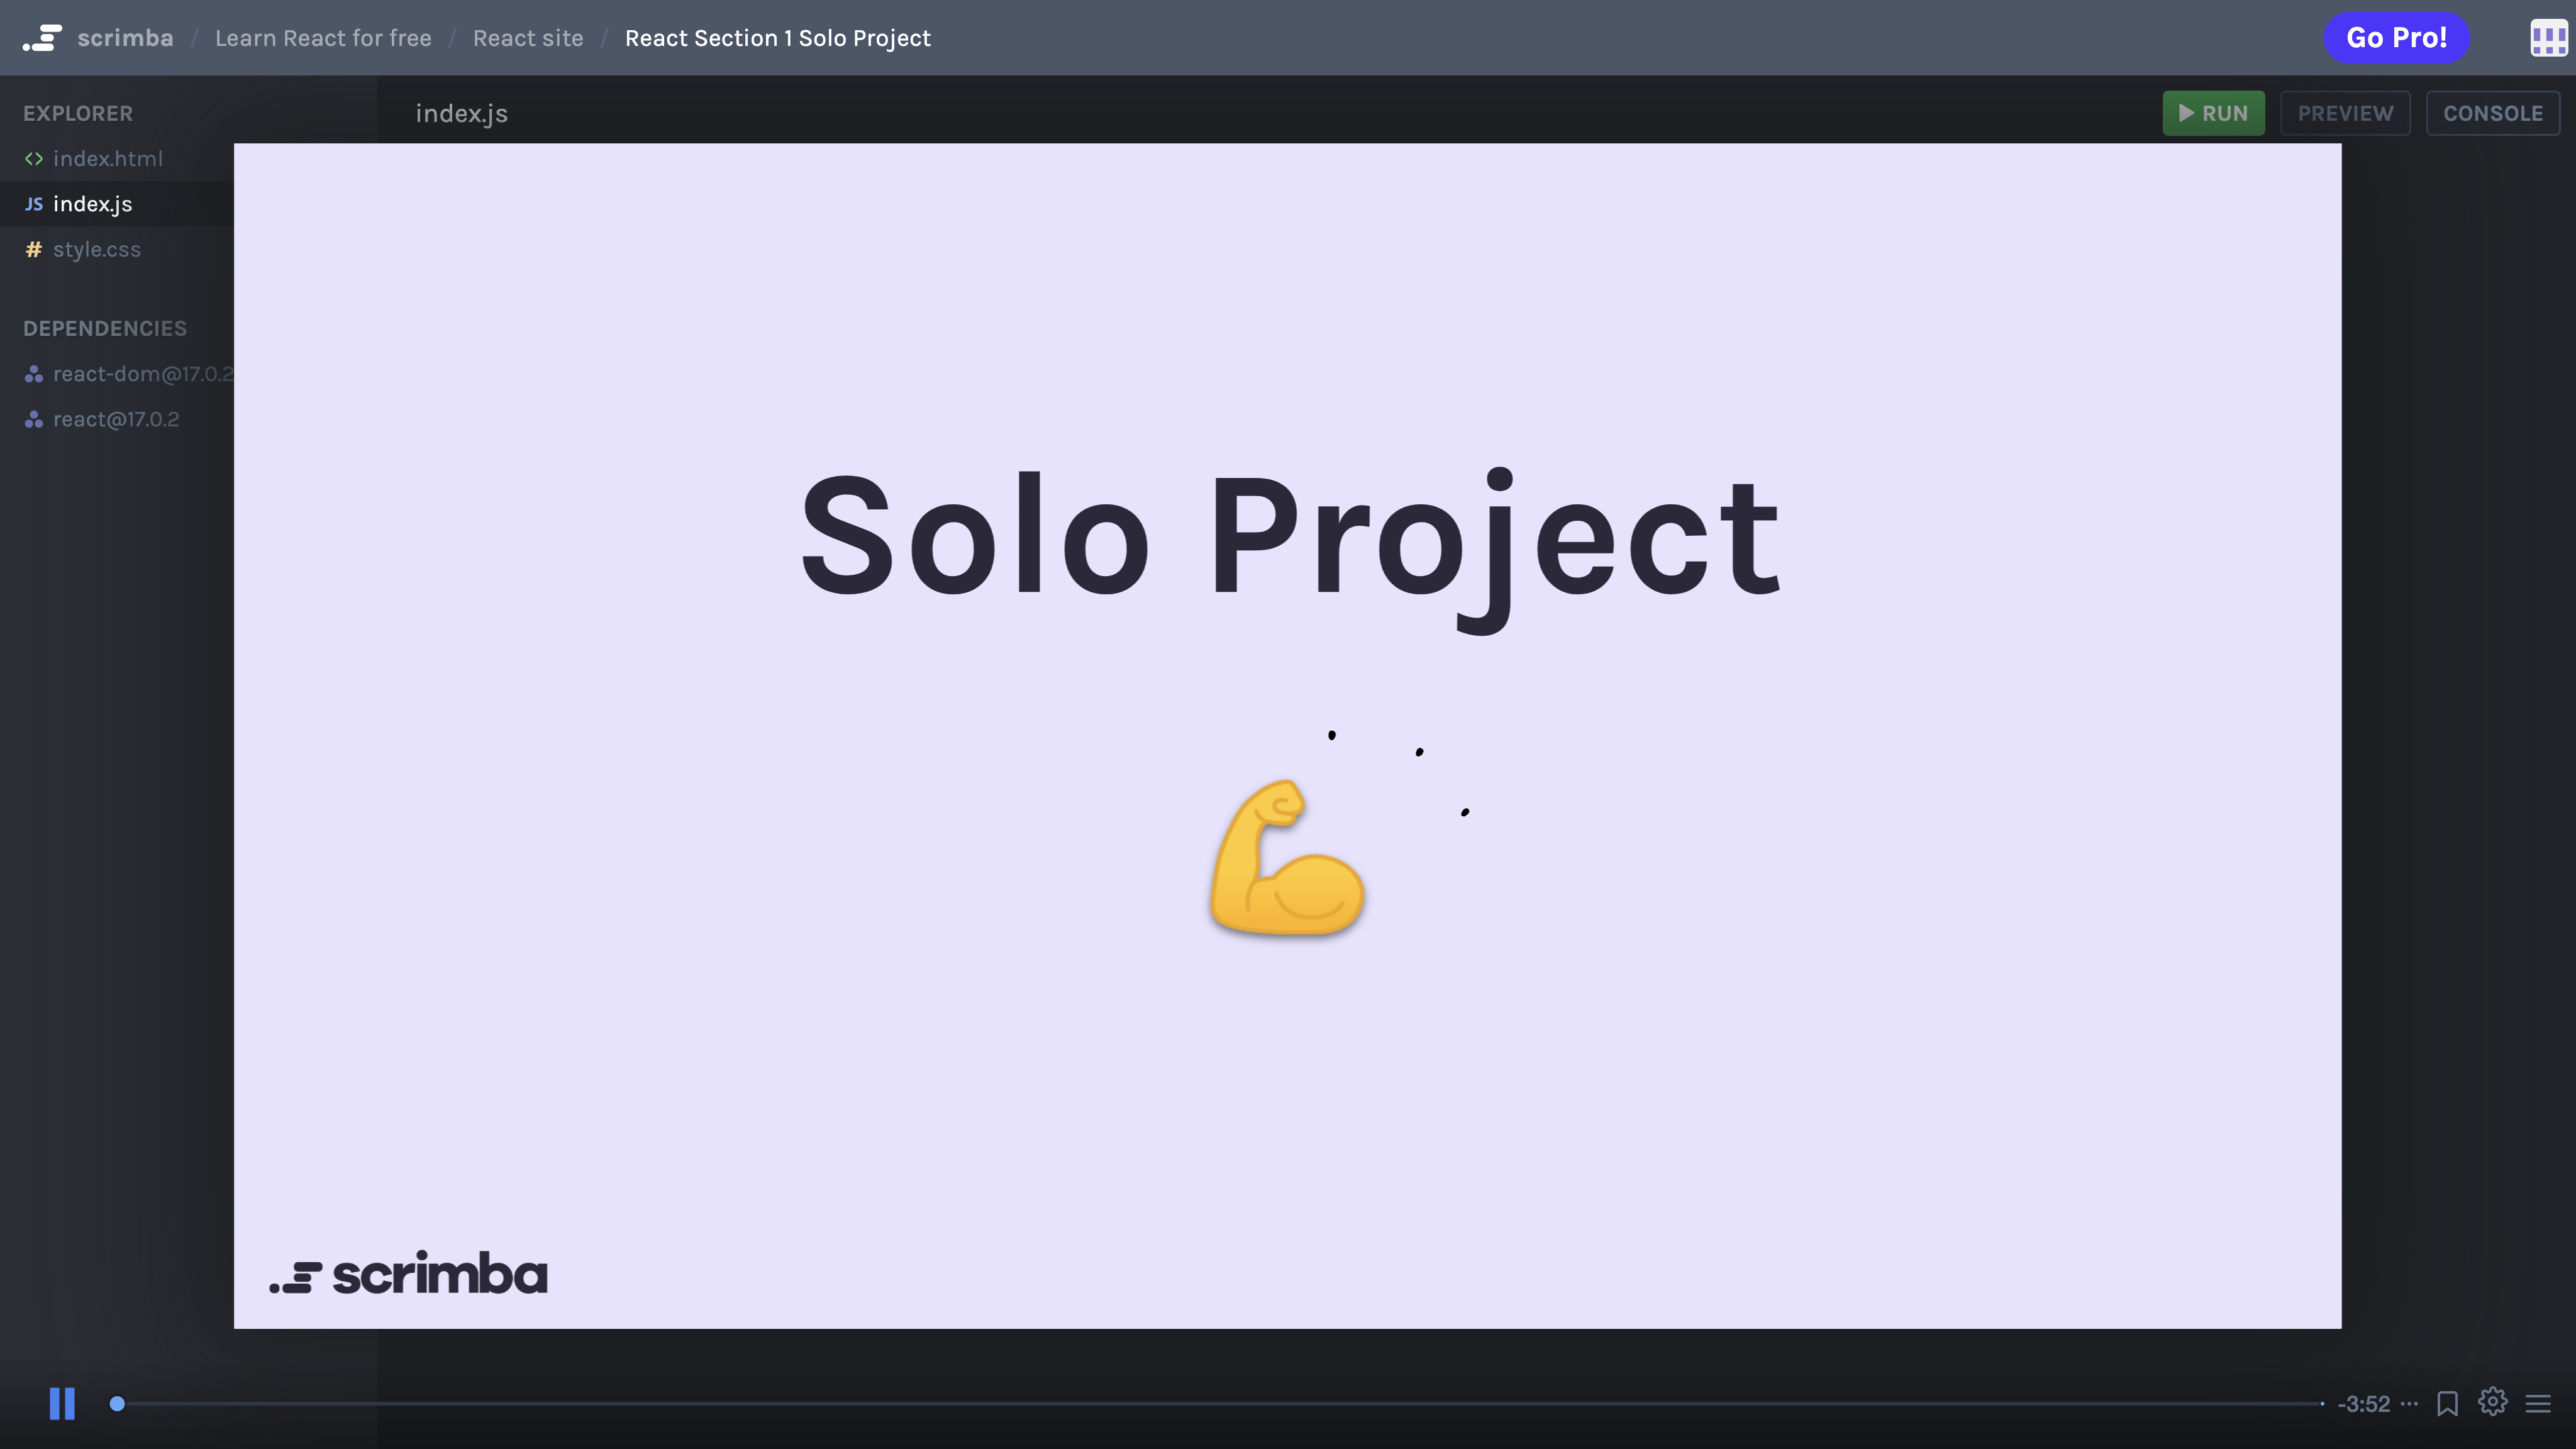 scrimba / Learn React for free / React site / React Section 1 Solo Project
Go Pro!
EXPLORER
<> index.html
JS index.js
# style.css
DEPENDENCIES
react-dom@17.0.2
react@17.0.2
index.js
RUN
PREVIEW
CONSOLE
Solo Project
scrimba
-3:52